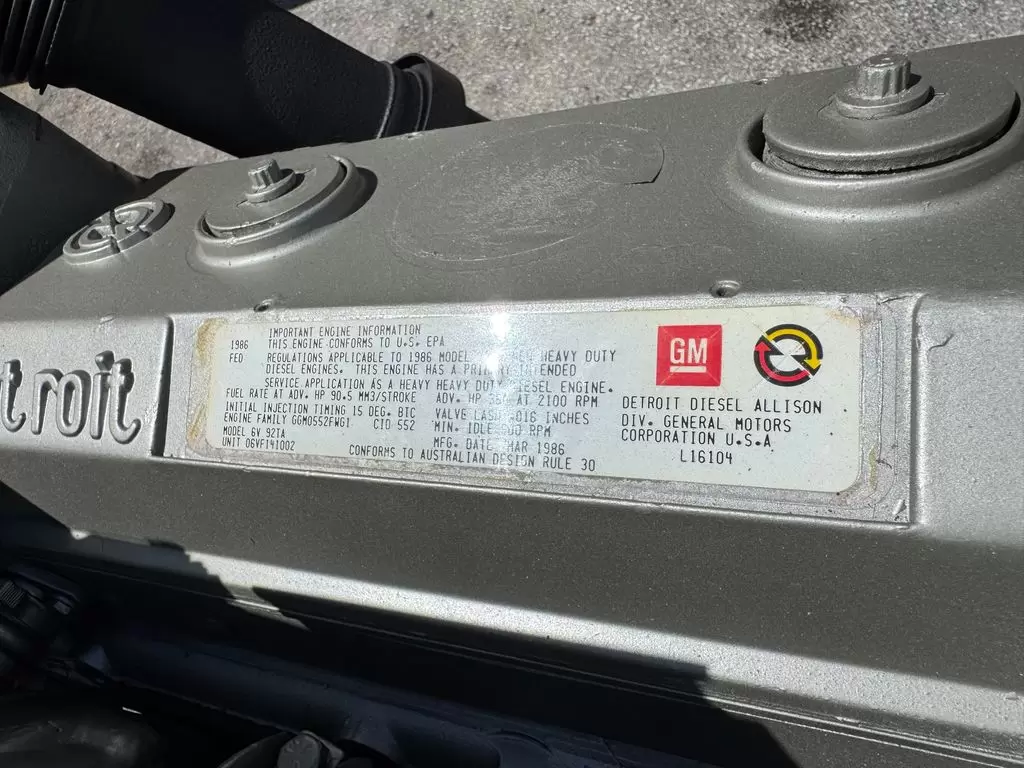 troit
1986
FED
IMPORTANT ENGINE INFORMATION
THIS ENGINE CONFORMS TO U.S. EPA
REGULATIONS APPLICABLE TO 1986 MODEL HEAVY DUTY
DIESEL ENGINES. THIS ENGINE HAS A PRIMARY INTENDED
SERVICE APPLICATION AS A HEAVY HEAVY DUTY DIESEL ENGINE.
FUEL RATE AT ADV. HP 90.5 MM3/STROKE ADV. HP AT 2100 RPM
INITIAL INJECTION TIMING 15 DEG. BTC VALVE LASH .016 INCHES
ENGINE FAMILY CID 552 MIN. IDLE RPM
MODEL 6V 92TA MFG. DATE MAR 1986
UNIT 06VF141002 CONFORMS TO AUSTRALIAN DESIGN RULE 30
GM
DETROIT DIESEL ALLISON
DIV. GENERAL MOTORS
CORPORATION U.S.A
L16104